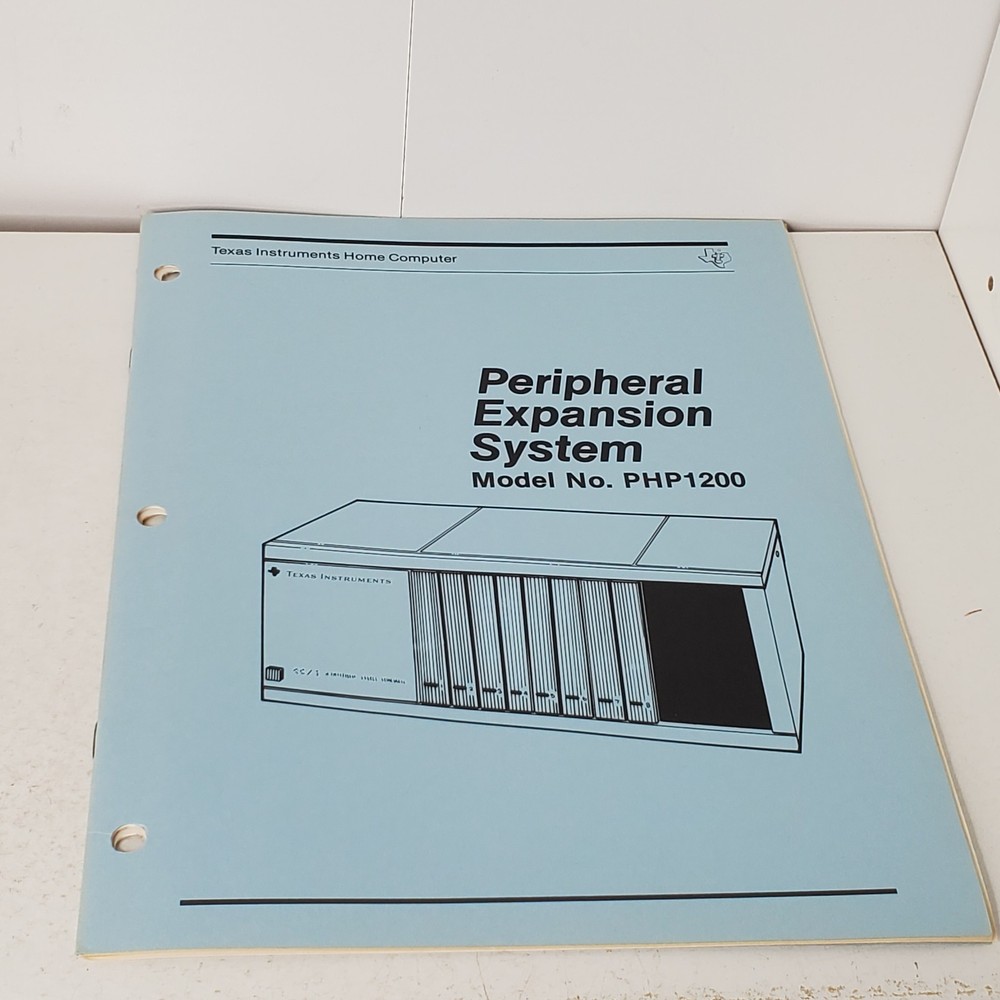 Texas Instruments Home Computer
Peripheral
Expansion
System
Model No. PHP1200
TEXAS INSTRUMENTS